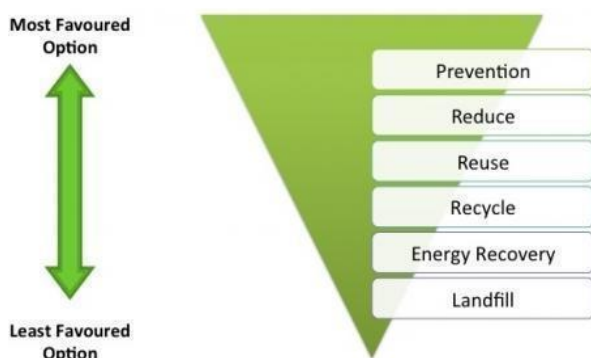 Most Favoured
Option
Prevention
Reduce
Reuse
Recycle
Energy Recovery
Landfill
Least Favoured
Option